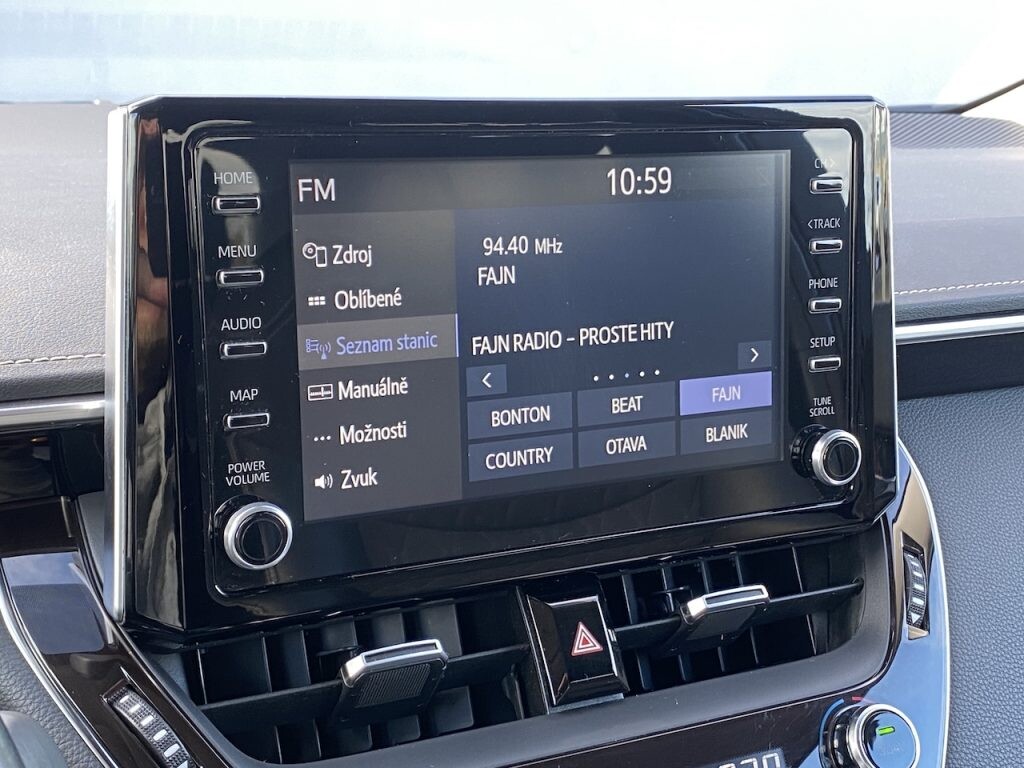 HOME
MENU
AUDIO
MAP
POWER
VOLUME
FM
10:59
Zdroj
Oblíbené
Seznam stanic
Manuálně
Možnosti
Zvuk
94.40 MHz
FAJN
FAJN RADIO – PROSTE HITY
BONTON
BEAT
FAJN
COUNTRY
OTAVA
BLANIK
CH >
< TRACK
PHONE
SETUP
TUNE
SCROLL